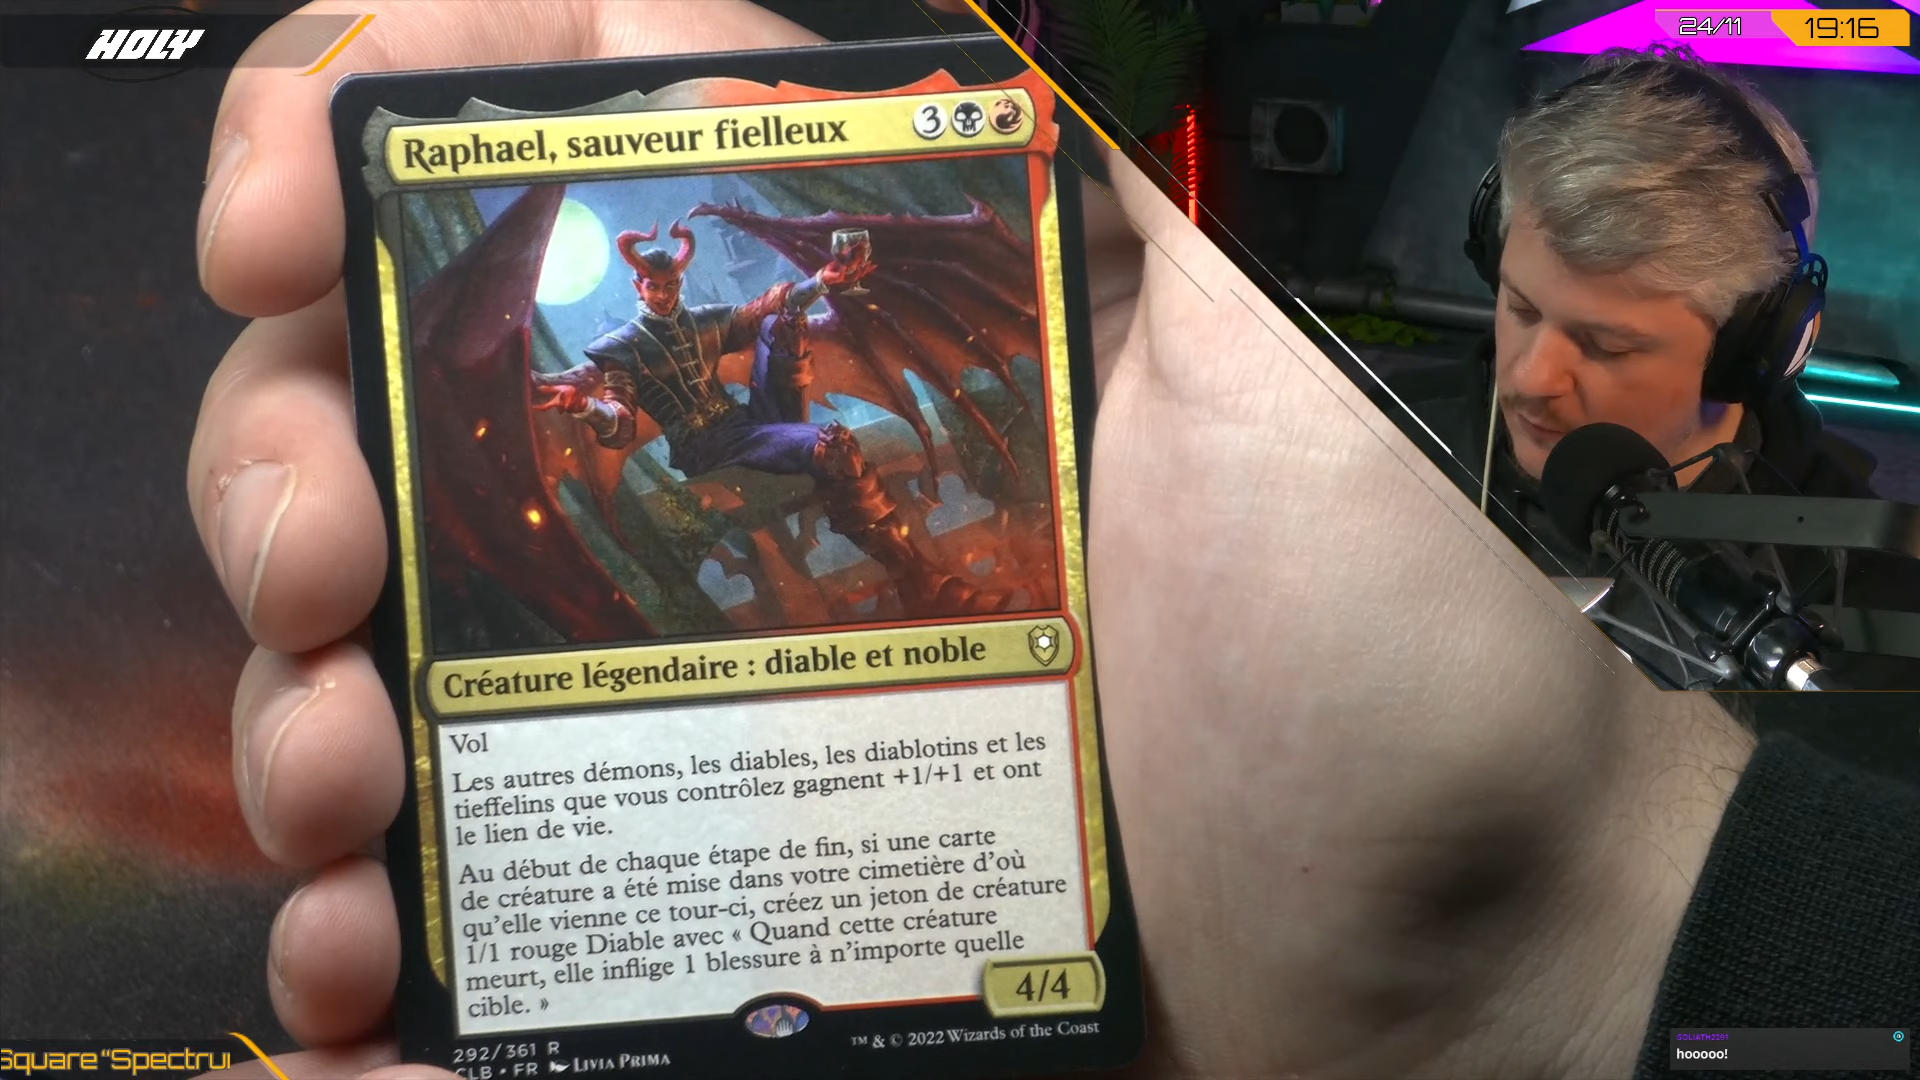 HOLY
24/11
19:16
Raphael, sauveur fielleux
3
Créature légendaire : diable et noble
Vol
Les autres démons, les diables, les diablotins et les
tieffelins que vous contrôlez gagnent +1/+1 et ont
le lien de vie.
Au début de chaque étape de fin, si une carte
de créature a été mise dans votre cimetière d'où
qu'elle vienne ce tour-ci, créez un jeton de créature
1/1 rouge Diable avec « Quand cette créature
meurt, elle inflige 1 blessure à n'importe quelle
cible. »
4/4
™ & © 2022 Wizards of the Coast
292/361 R
CLB • FR LIVIA PRIMA
Square "Spectru
GOLIATH2291
hooooo!